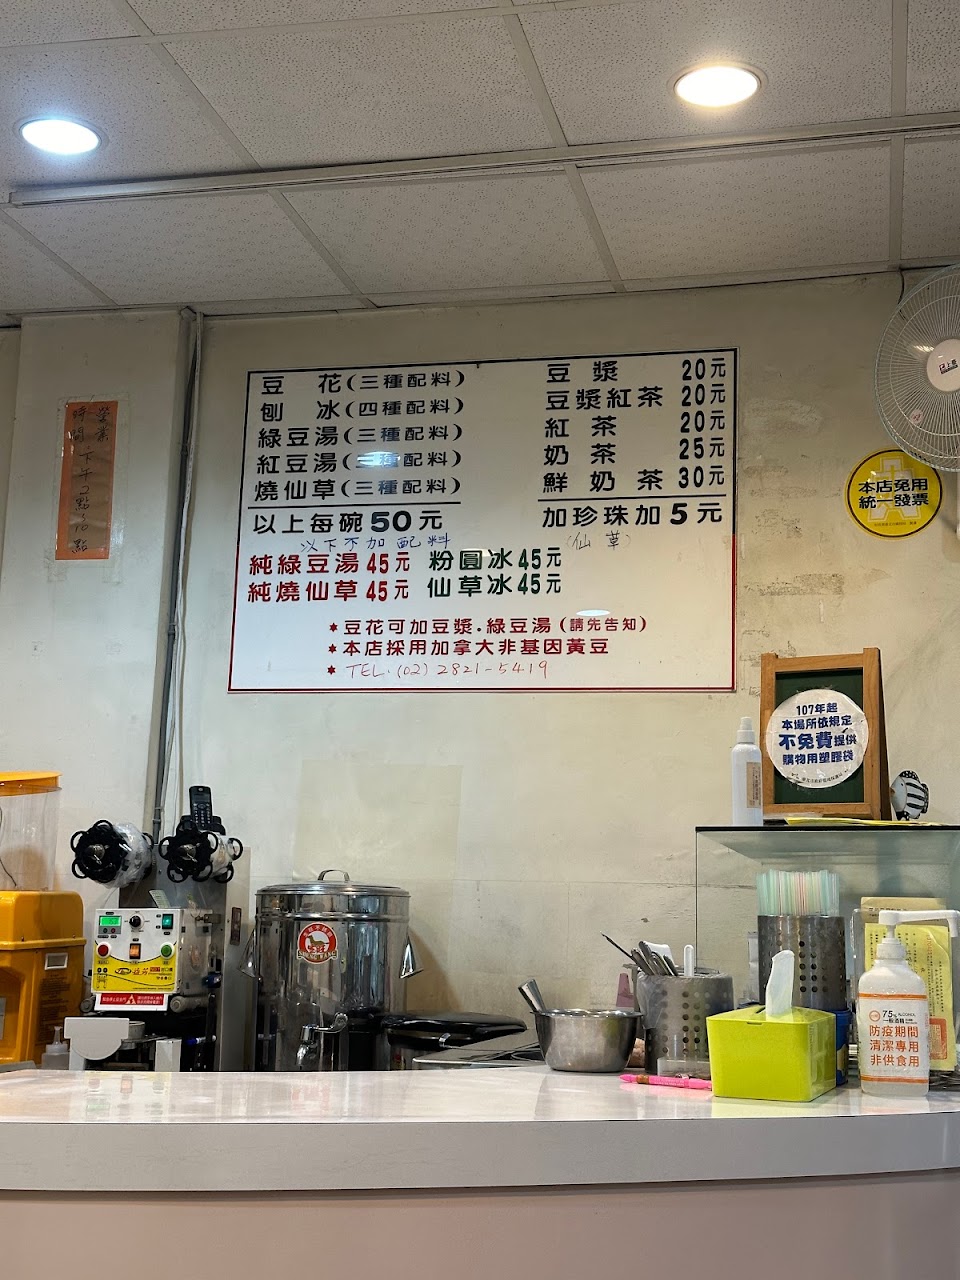 豆 花(三種配料)
刨 冰(四種配料)
綠豆湯(三種配料)
紅豆湯(三種配料)
燒仙草(三種配料)
以上每碗50元
以下不加配料
純綠豆湯45元
純燒仙草45元
粉圓冰45元
仙草冰45元
豆 漿 20元
豆漿紅茶 20元
紅 茶 20元
奶 茶 25元
鮮 奶 茶 30元
加珍珠加5元
(仙草)
*豆花可加豆漿.綠豆湯(請先告知)
*本店採用加拿大非基因黃豆
* TEL.(02)2821-5419
營業
時間
下午2點~10點
本店免用
統一發票
107年起
本場所依規定
不免費提供
購物用塑膠袋
75% ALCOHOL
防疫期間
清潔專用
非供食用